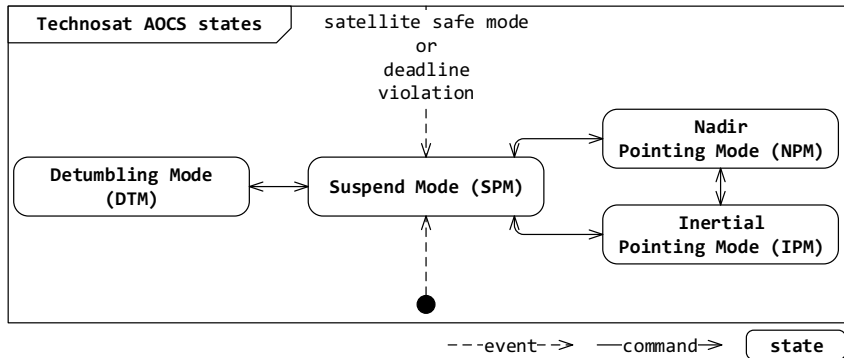 Technosat AOCS states
satellite safe mode
or
deadline
violation
Nadir
Pointing Mode (NPM)
Detumbling Mode
(DTM)
Suspend Mode (SPM)
Inertial
Pointing Mode (IPM)
event
command
state